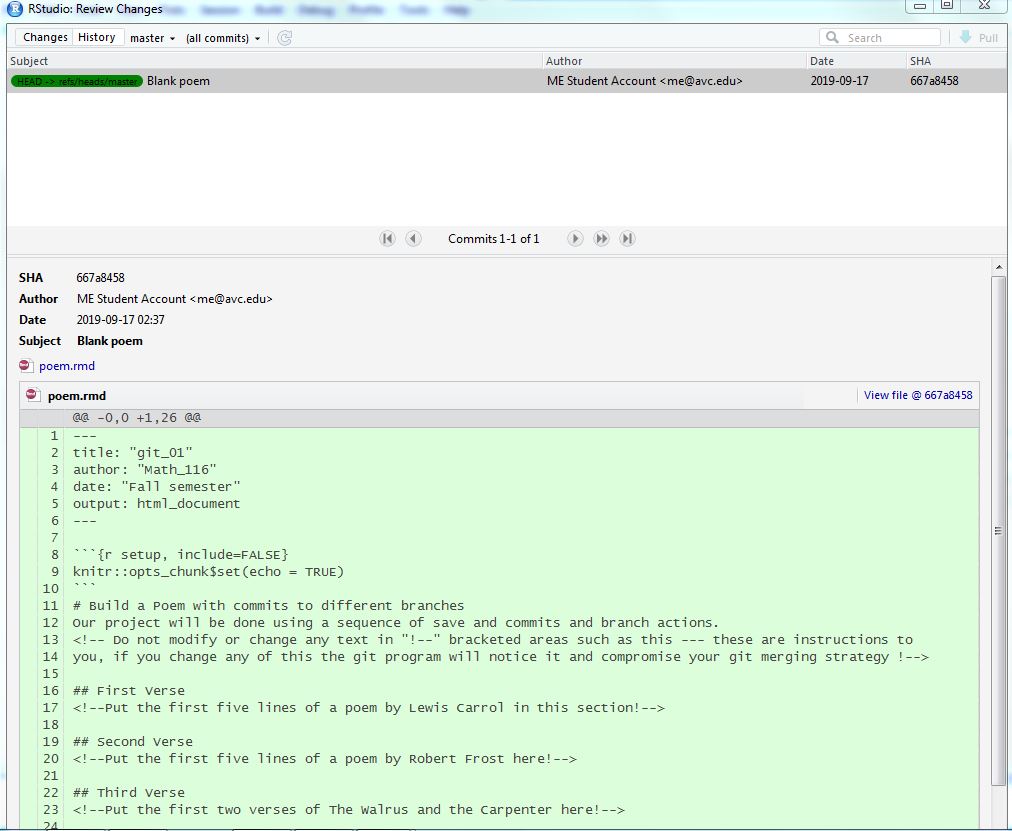 RStudio: Review Changes
Changes History master (all commits) Search Pull
Subject Author Date SHA
HEAD -> refs/heads/master Blank poem ME Student Account <me@avc.edu> 2019-09-17 667a8458
Commits 1-1 of 1
SHA 667a8458
Author ME Student Account <me@avc.edu>
Date 2019-09-17 02:37
Subject Blank poem
poem.rmd
poem.rmd View file @ 667a8458
@@ -0,0 +1,26 @@
1 ---
2 title: "git_01"
3 author: "Math_116"
4 date: "Fall semester"
5 output: html_document
6 ---
7
8 ```{r setup, include=FALSE}
9 knitr::opts_chunk$set(echo = TRUE)
10 ```
11 # Build a Poem with commits to different branches
12 Our project will be done using a sequence of save and commits and branch actions.
13 <!-- Do not modify or change any text in "!--" bracketed areas such as this --- these are instructions to
14 you, if you change any of this the git program will notice it and compromise your git merging strategy !-->
15
16 ## First Verse
17 <!--Put the first five lines of a poem by Lewis Carrol in this section!-->
18
19 ## Second Verse
20 <!--Put the first five lines of a poem by Robert Frost here!-->
21
22 ## Third Verse
23 <!--Put the first two verses of The Walrus and the Carpenter here!-->
24